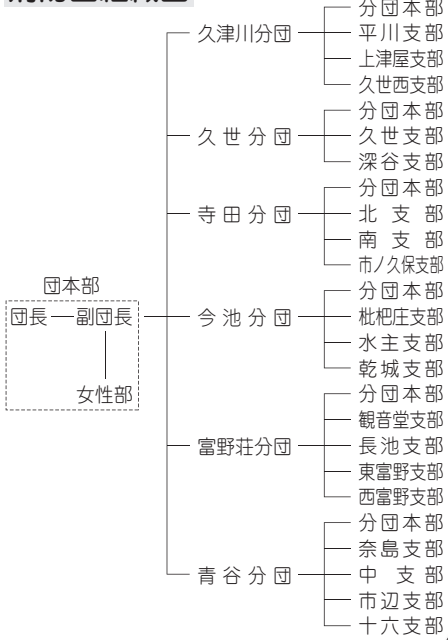 団本部
団長
副団長
女性部
久津川分団
分団本部
平川支部
上津屋支部
久世西支部
久世分団
分団本部
久世支部
深谷支部
寺田分団
分団本部
北支部
南支部
市ノ久保支部
今池分団
分団本部
枇杷庄支部
水主支部
乾城支部
富野荘分団
分団本部
観音堂支部
長池支部
東富野支部
西富野支部
青谷分団
分団本部
奈島支部
中支部
市辺支部
十六支部